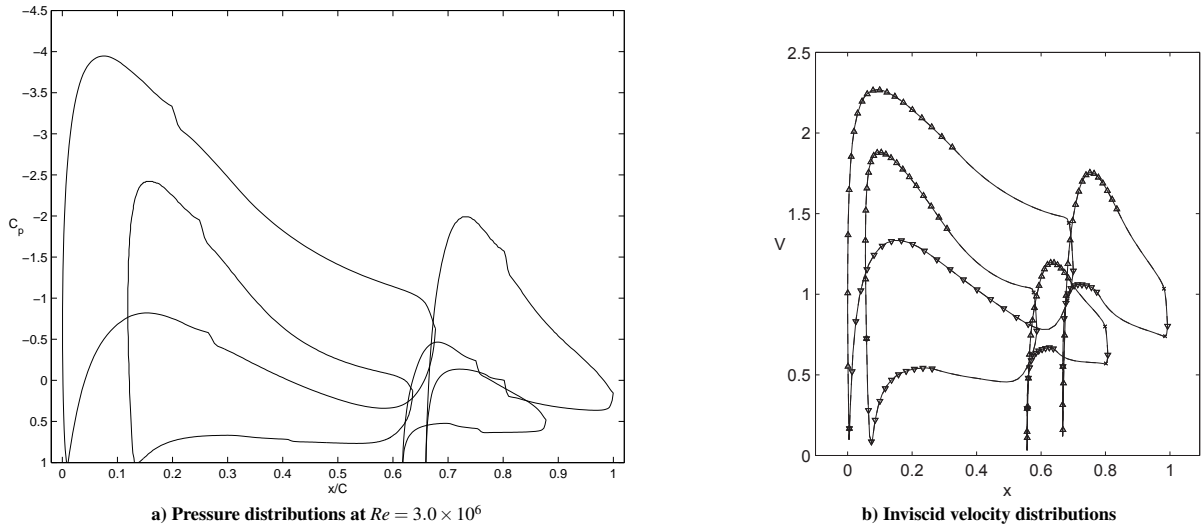 -4.5
-4
-3.5
-3
-2.5
C_p
-2
-1.5
-1
-0.5
0
0.5
1
0 0.1 0.2 0.3 0.4 0.5 0.6 0.7 0.8 0.9 1
x/C
a) Pressure distributions at Re = 3.0 × 10⁶
2.5
2
1.5
V
1
0.5
0
0 0.2 0.4 0.6 0.8 1
x
b) Inviscid velocity distributions